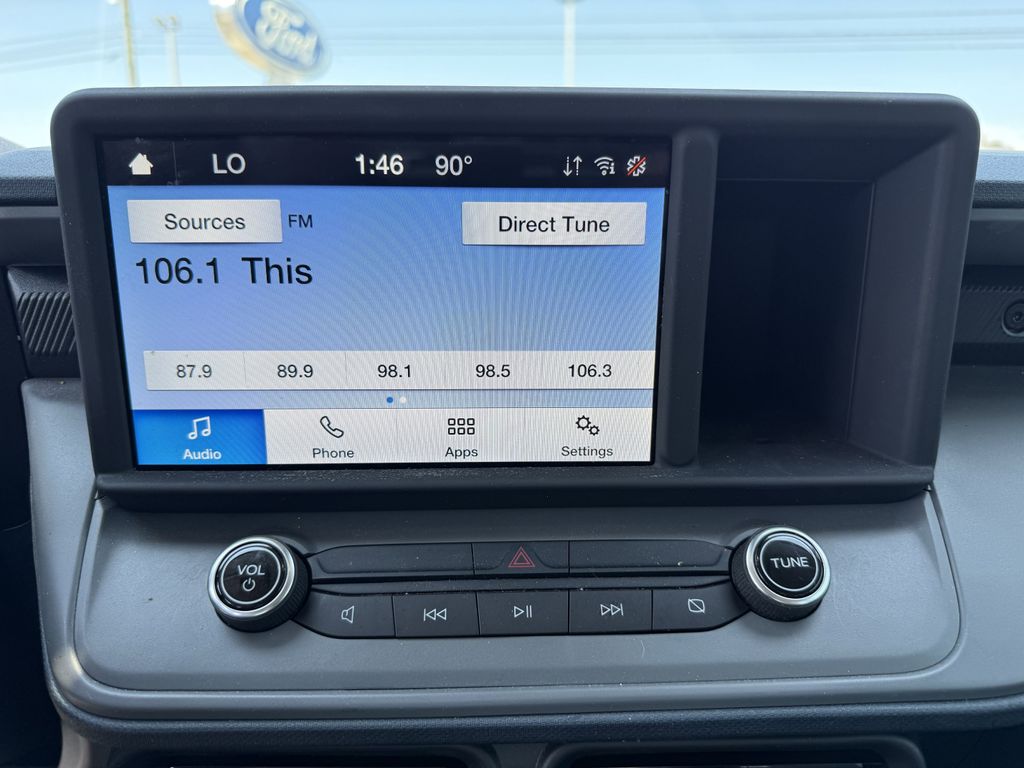 Ford
LO 1:46 90°
Sources FM Direct Tune
106.1 This
87.9 89.9 98.1 98.5 106.3
Audio Phone Apps Settings
VOL
TUNE